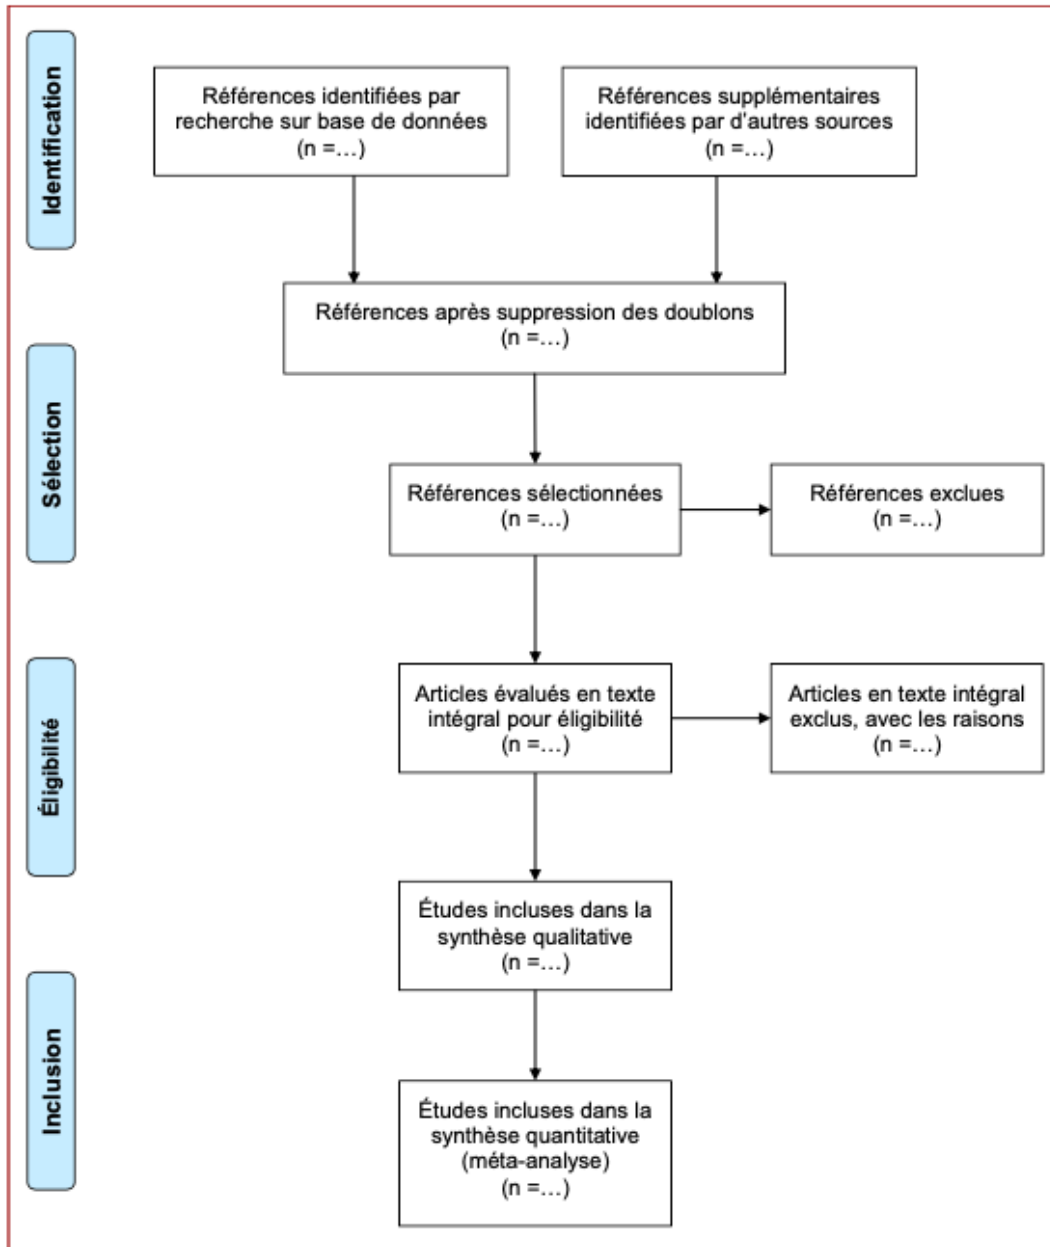 Identification
Références identifiées par
recherche sur base de données
(n =…)
Références supplémentaires
identifiées par d'autres sources
(n =…)
Références après suppression des doublons
(n =…)
Sélection
Références sélectionnées
(n =…)
Références exclues
(n =…)
Éligibilité
Articles évalués en texte
intégral pour éligibilité
(n =…)
Articles en texte intégral
exclus, avec les raisons
(n =…)
Études incluses dans la
synthèse qualitative
(n =…)
Inclusion
Études incluses dans la
synthèse quantitative
(méta-analyse)
(n =…)